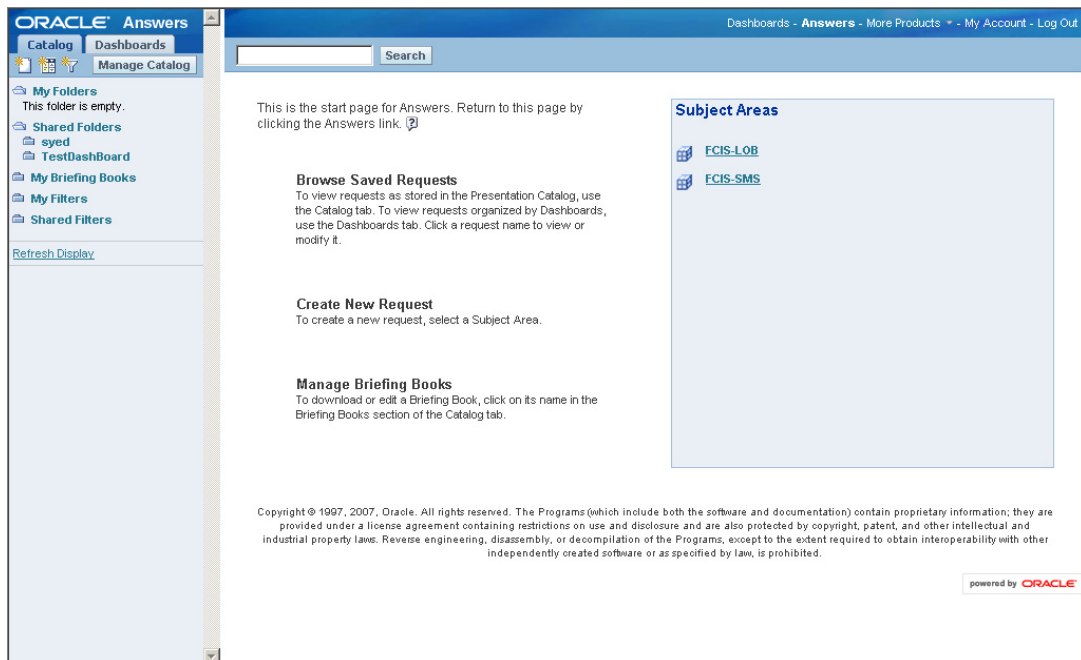 ORACLE Answers
Dashboards - Answers - More Products - My Account - Log Out
Catalog Dashboards
Manage Catalog
Search
My Folders
This folder is empty.
Shared Folders
syed
TestDashBoard
My Briefing Books
My Filters
Shared Filters
Refresh Display
This is the start page for Answers. Return to this page by
clicking the Answers link.
Browse Saved Requests
To view requests as stored in the Presentation Catalog, use
the Catalog tab. To view requests organized by Dashboards,
use the Dashboards tab. Click a request name to view or
modify it.
Create New Request
To create a new request, select a Subject Area.
Manage Briefing Books
To download or edit a Briefing Book, click on its name in the
Briefing Books section of the Catalog tab.
Subject Areas
FCIS-LOB
FCIS-SMS
Copyright © 1997, 2007, Oracle. All rights reserved. The Programs (which include both the software and documentation) contain proprietary information; they are
provided under a license agreement containing restrictions on use and disclosure and are also protected by copyright, patent, and other intellectual and
industrial property laws. Reverse engineering, disassembly, or decompilation of the Programs, except to the extent required to obtain interoperability with other
independently created software or as specified by law, is prohibited.
powered by ORACLE